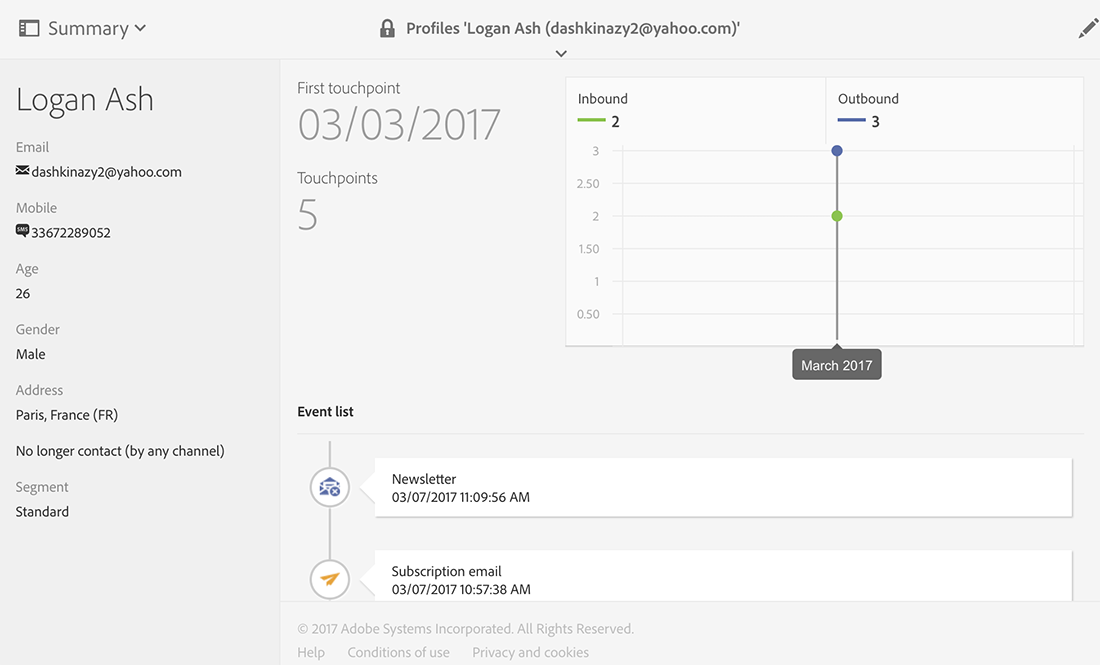 Summary
Profiles 'Logan Ash (dashkinazy2@yahoo.com)'
Logan Ash
Email
dashkinazy2@yahoo.com
Mobile
SMS 33672289052
Age
26
Gender
Male
Address
Paris, France (FR)
No longer contact (by any channel)
Segment
Standard
First touchpoint
03/03/2017
Touchpoints
5
Inbound
2
Outbound
3
3
2.50
2
1.50
1
0.50
March 2017
Event list
Newsletter
03/07/2017 11:09:56 AM
Subscription email
03/07/2017 10:57:38 AM
© 2017 Adobe Systems Incorporated. All Rights Reserved.
Help Conditions of use Privacy and cookies